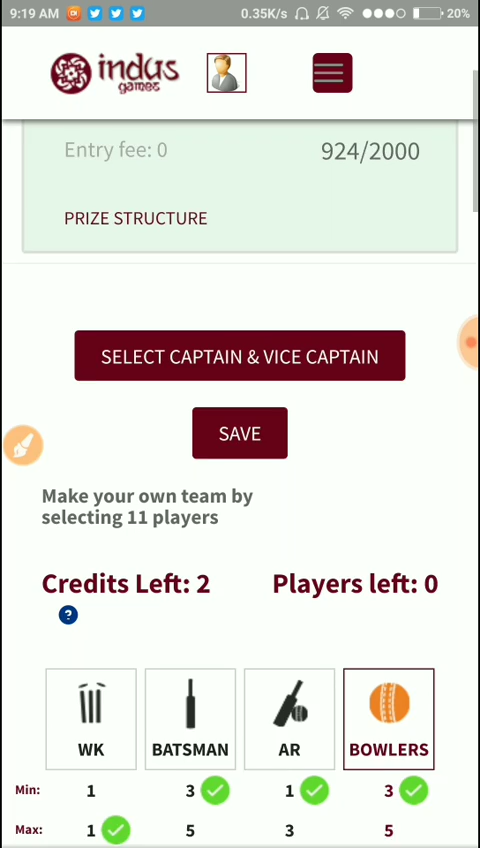 9:19 AM 0.35K/s 20%
indus
games
Entry fee: 0 924/2000
PRIZE STRUCTURE
SELECT CAPTAIN & VICE CAPTAIN
SAVE
Make your own team by
selecting 11 players
Credits Left: 2 Players left: 0
?
WK BATSMAN AR BOWLERS
Min: 1 3 1 3
Max: 1 5 3 5